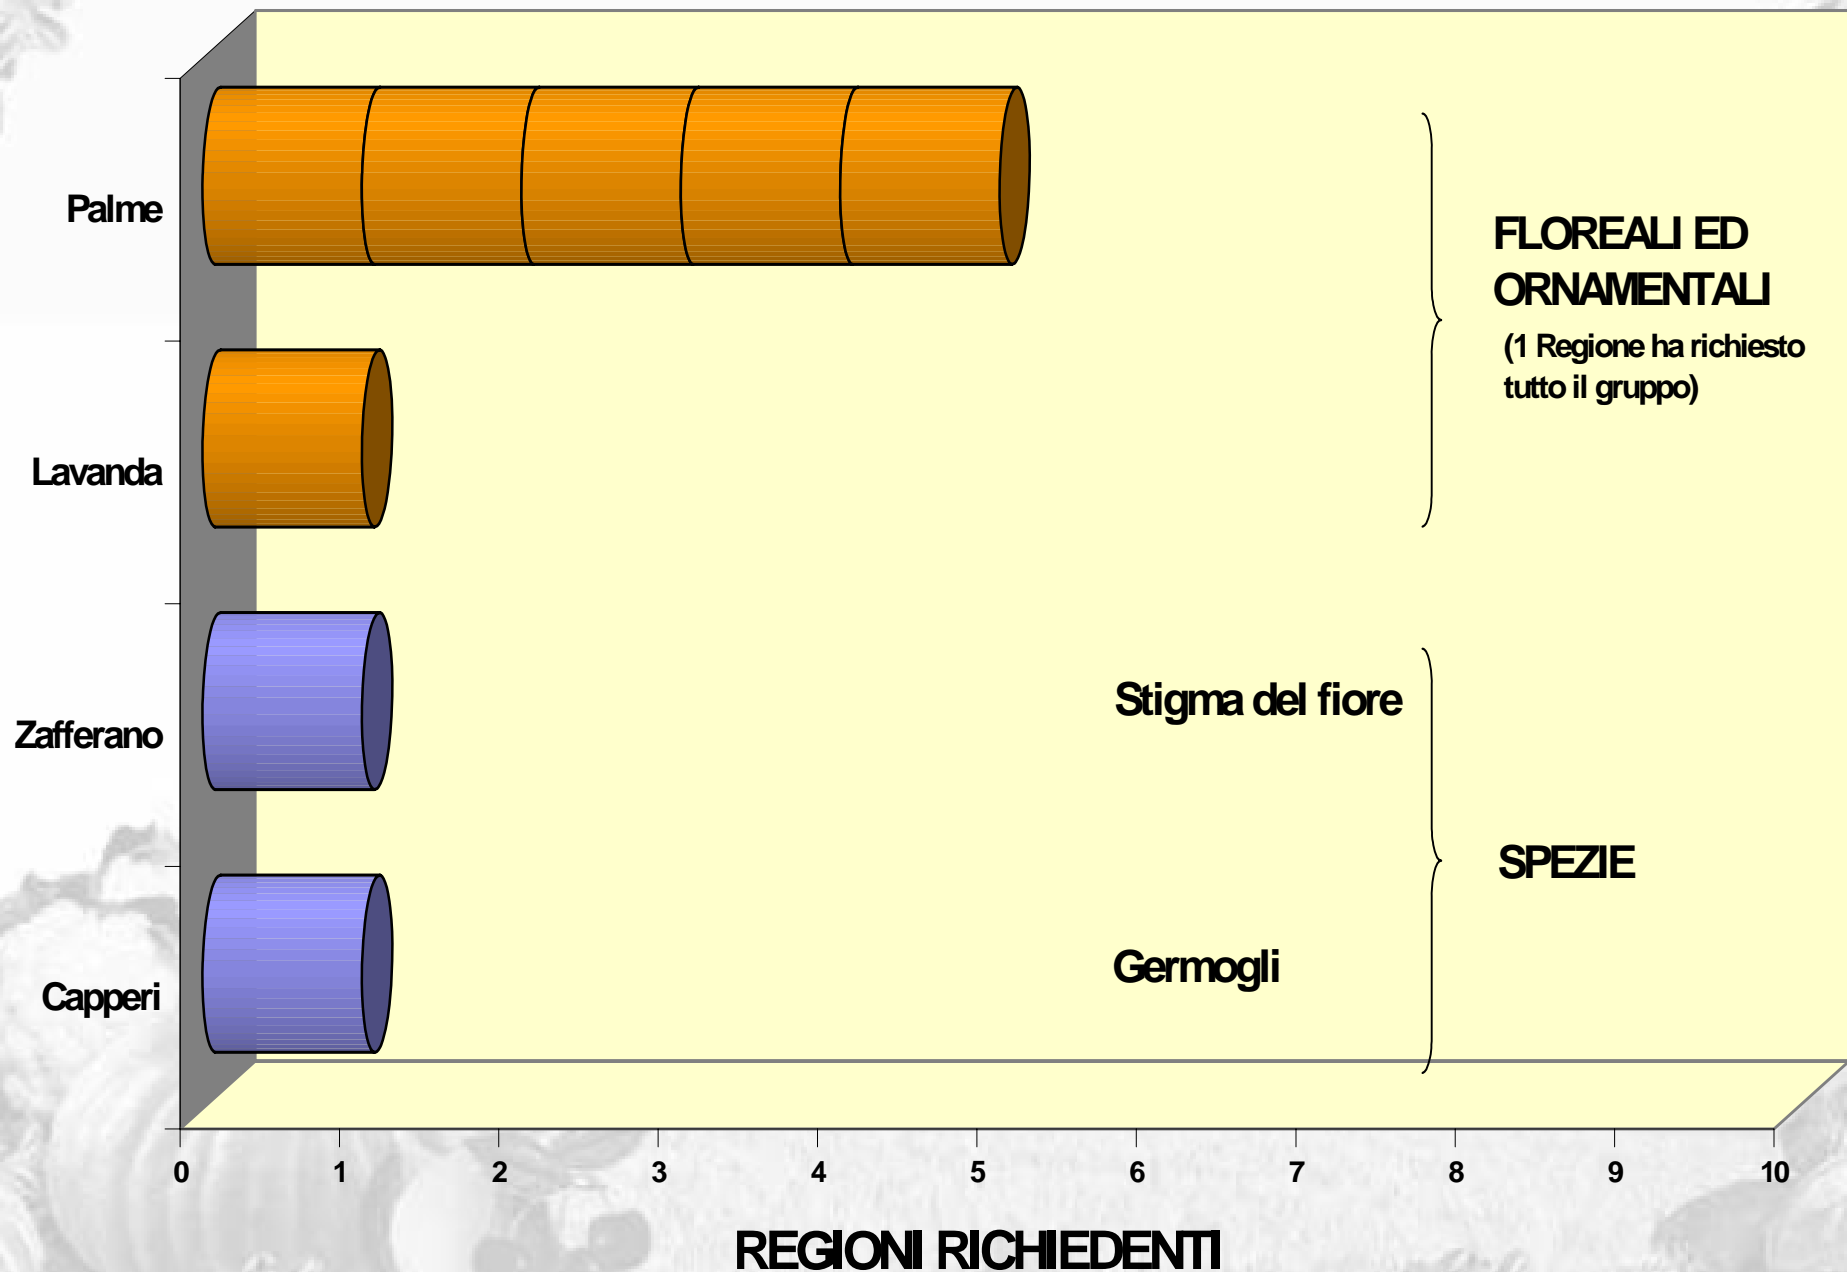 Palme
FLOREALI ED
ORNAMENTALI
(1 Regione ha richiesto
tutto il gruppo)
Lavanda
Zafferano
Stigma del fiore
SPEZIE
Capperi
Germogli
0 1 2 3 4 5 6 7 8 9 10
REGIONI RICHIEDENTI